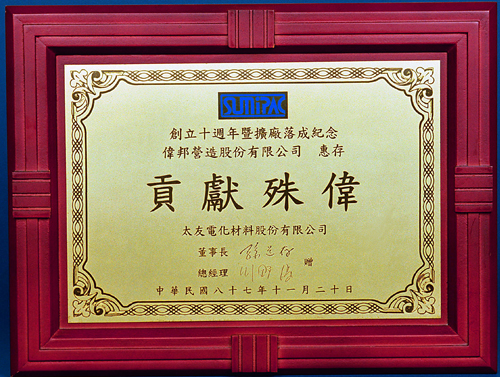 SUMPAC
創立十週年暨擴廠落成紀念
偉邦營造股份有限公司 惠存
貢獻殊偉
太友電化材料股份有限公司
董事長
總經理 贈
中華民國八十七年十一月二十日